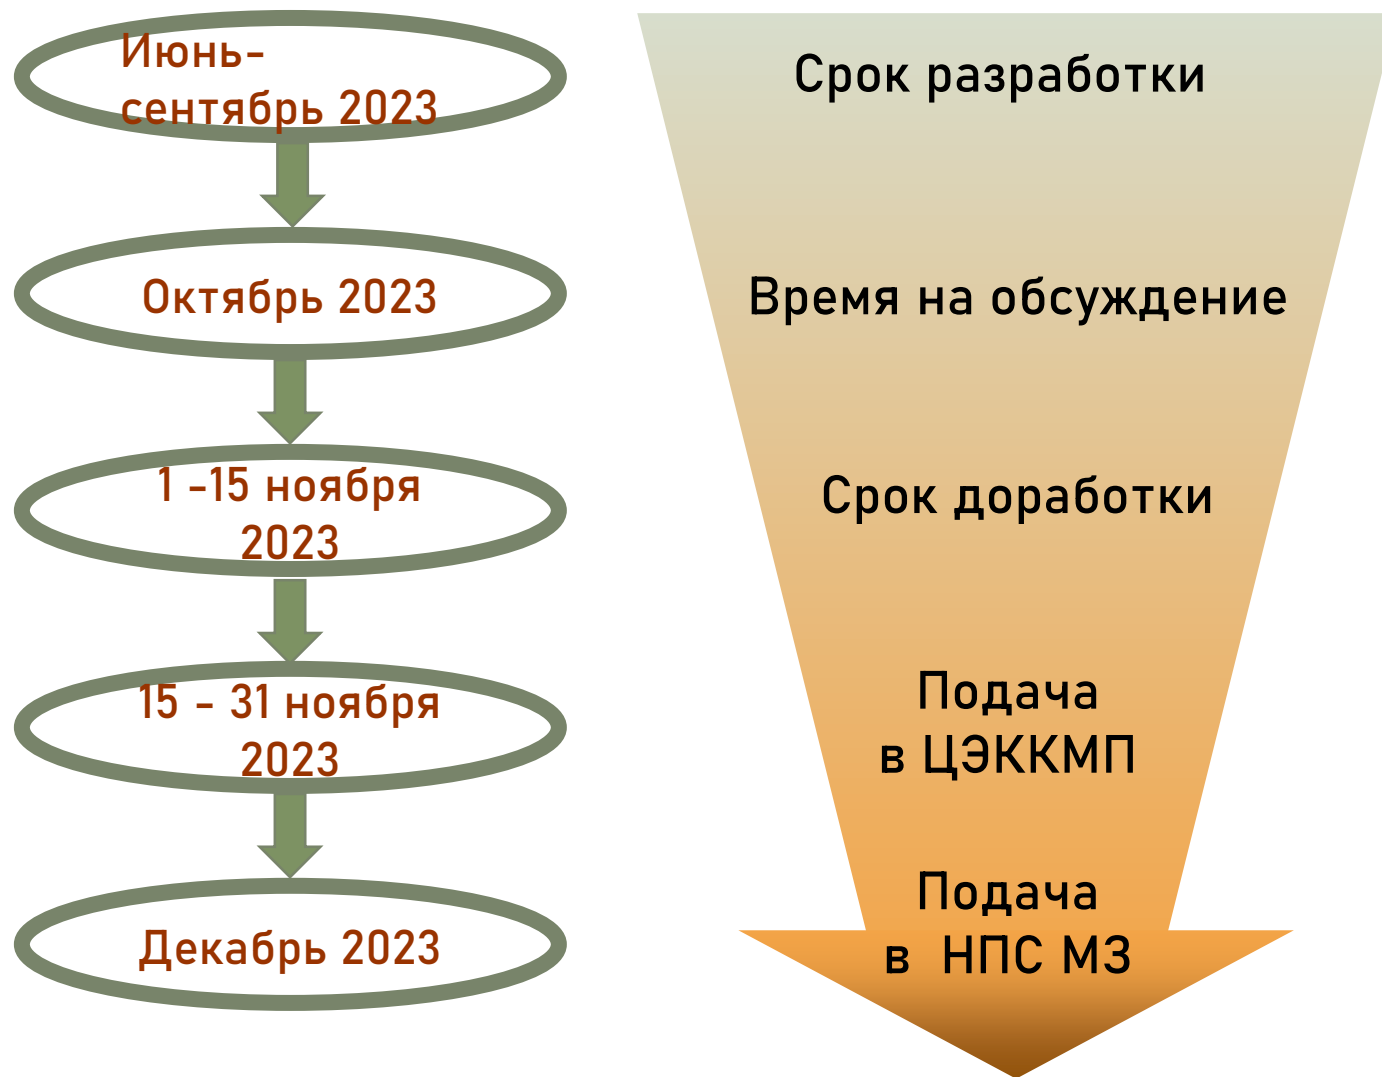 Июнь-
сентябрь 2023
Срок разработки
Октябрь 2023
Время на обсуждение
1 -15 ноября
2023
Срок доработки
15 - 31 ноября
2023
Подача
в ЦЭККМП
Декабрь 2023
Подача
в НПС МЗ